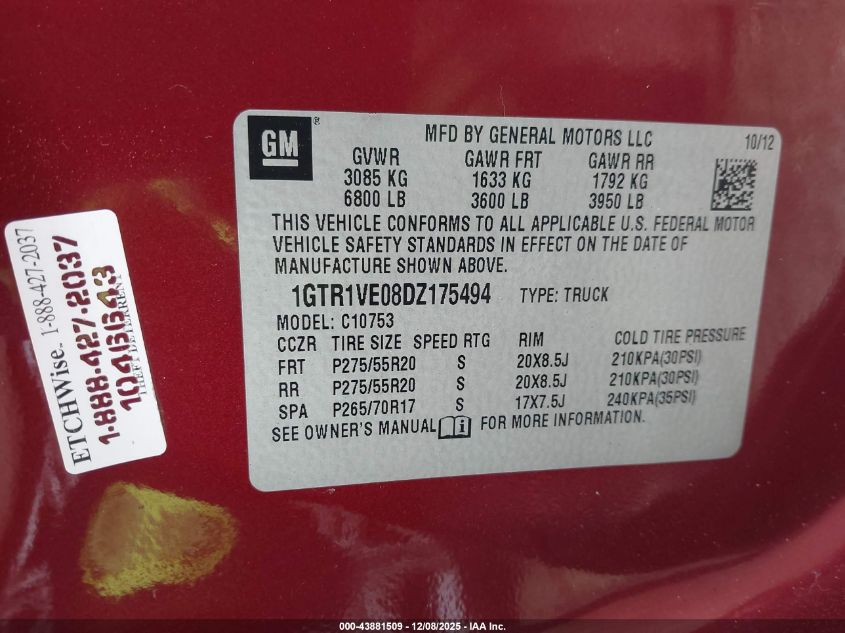 GM
®
MFD BY GENERAL MOTORS LLC
10/12
GVWR GAWR FRT GAWR RR
3085 KG 1633 KG 1792 KG
6800 LB 3600 LB 3950 LB
THIS VEHICLE CONFORMS TO ALL APPLICABLE U.S. FEDERAL MOTOR
VEHICLE SAFETY STANDARDS IN EFFECT ON THE DATE OF
MANUFACTURE SHOWN ABOVE.
1GTR1VE08DZ175494 TYPE: TRUCK
MODEL: C10753
CCZR TIRE SIZE SPEED RTG RIM COLD TIRE PRESSURE
FRT P275/55R20 S 20X8.5J 210KPA(30PSI)
RR P275/55R20 S 20X8.5J 210KPA(30PSI)
SPA P265/70R17 S 17X7.5J 240KPA(35PSI)
SEE OWNER'S MANUAL i FOR MORE INFORMATION.
ETCHWise. 1-888-427-2037
1-888-427-2037
THEFT DETERRENT
000-43881509 - 12/08/2025 - IAA Inc.